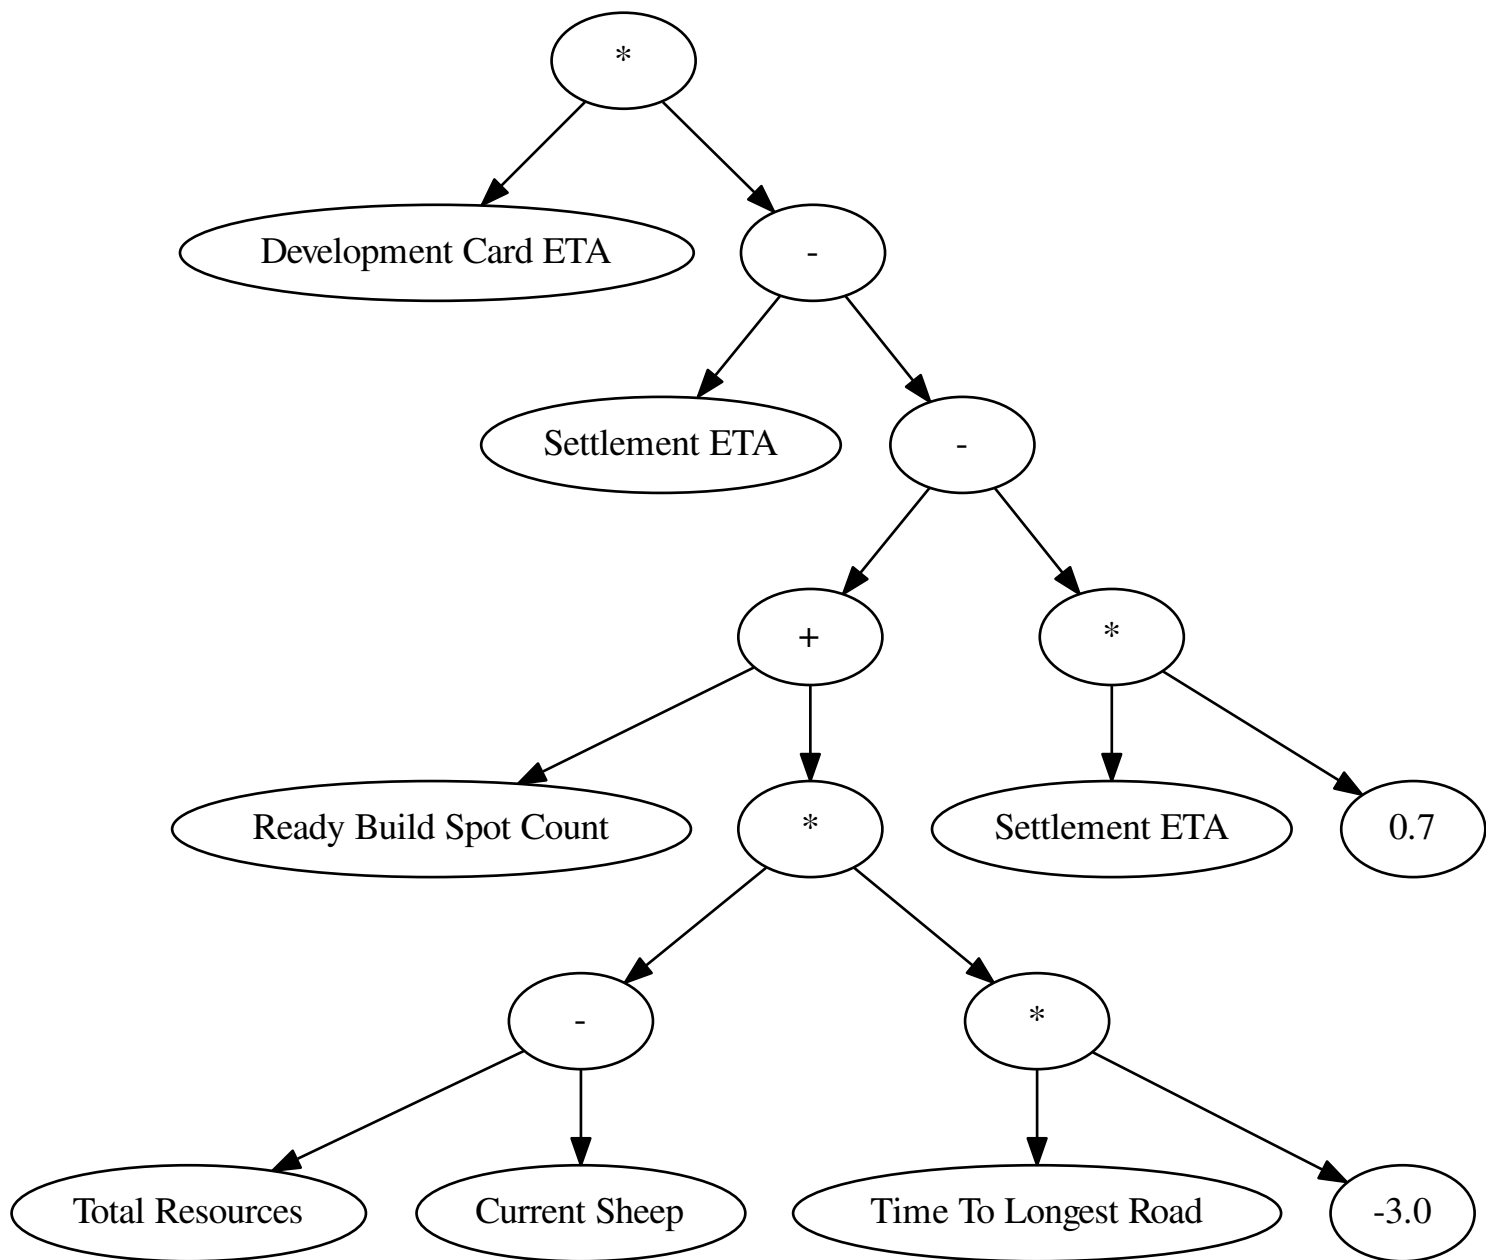 *
Development Card ETA
-
Settlement ETA
-
+
*
Ready Build Spot Count
*
Settlement ETA
0.7
-
*
Total Resources
Current Sheep
Time To Longest Road
-3.0